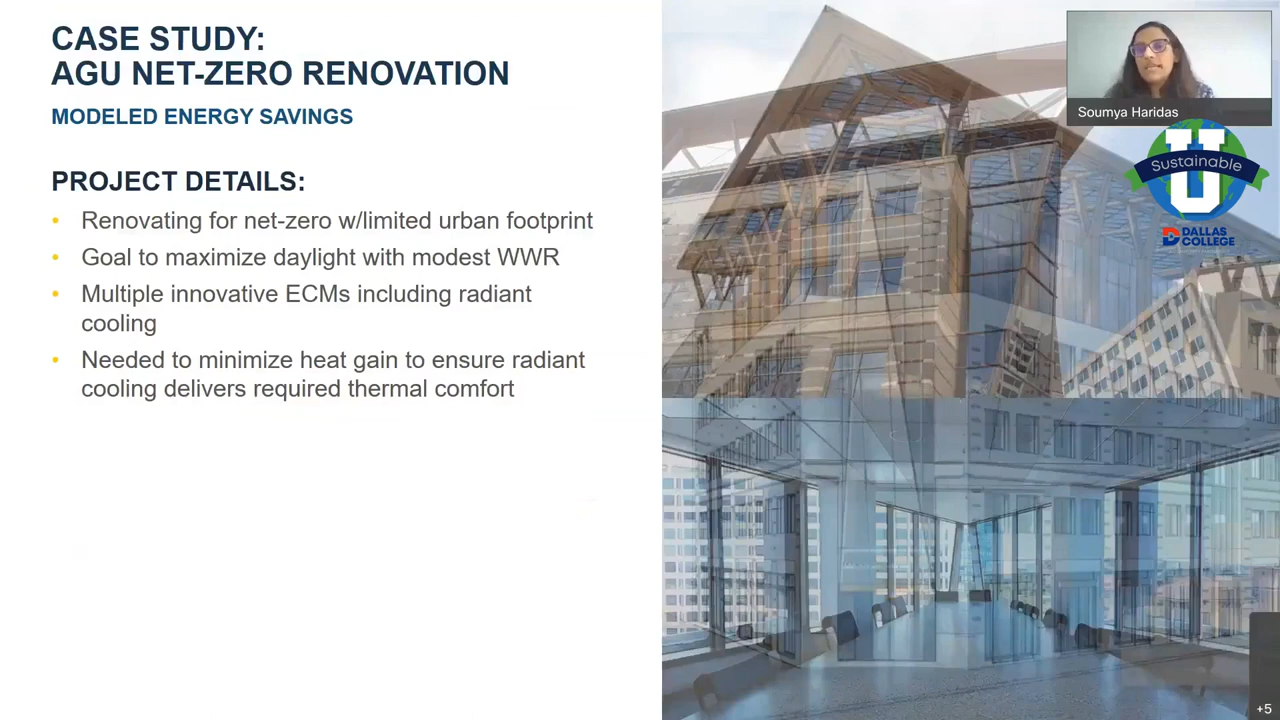 CASE STUDY:
AGU NET-ZERO RENOVATION
MODELED ENERGY SAVINGS
PROJECT DETAILS:
• Renovating for net-zero w/limited urban footprint
• Goal to maximize daylight with modest WWR
• Multiple innovative ECMs including radiant
cooling
• Needed to minimize heat gain to ensure radiant
cooling delivers required thermal comfort
Soumya Haridas
U
Sustainable
D
DALLAS
COLLEGE
+5